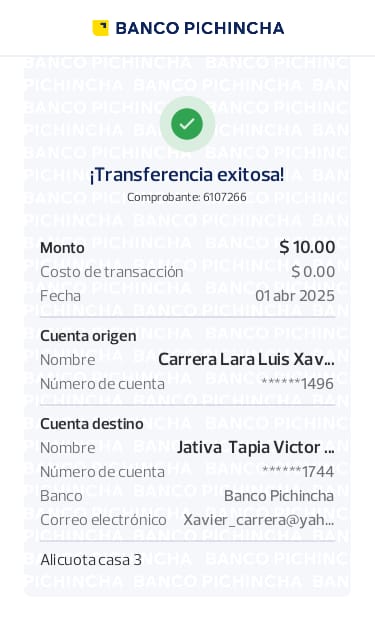 BANCO PICHINCHA
¡Transferencia exitosa!
Comprobante: 6107266
Monto $ 10.00
Costo de transacción $ 0.00
Fecha 01 abr 2025
Cuenta origen
Nombre Carrera Lara Luis Xav...
Número de cuenta ******1496
Cuenta destino
Nombre Jativa Tapia Victor ...
Número de cuenta ******1744
Banco Banco Pichincha
Correo electrónico Xavier_carrera@yah...
Alicuota casa 3